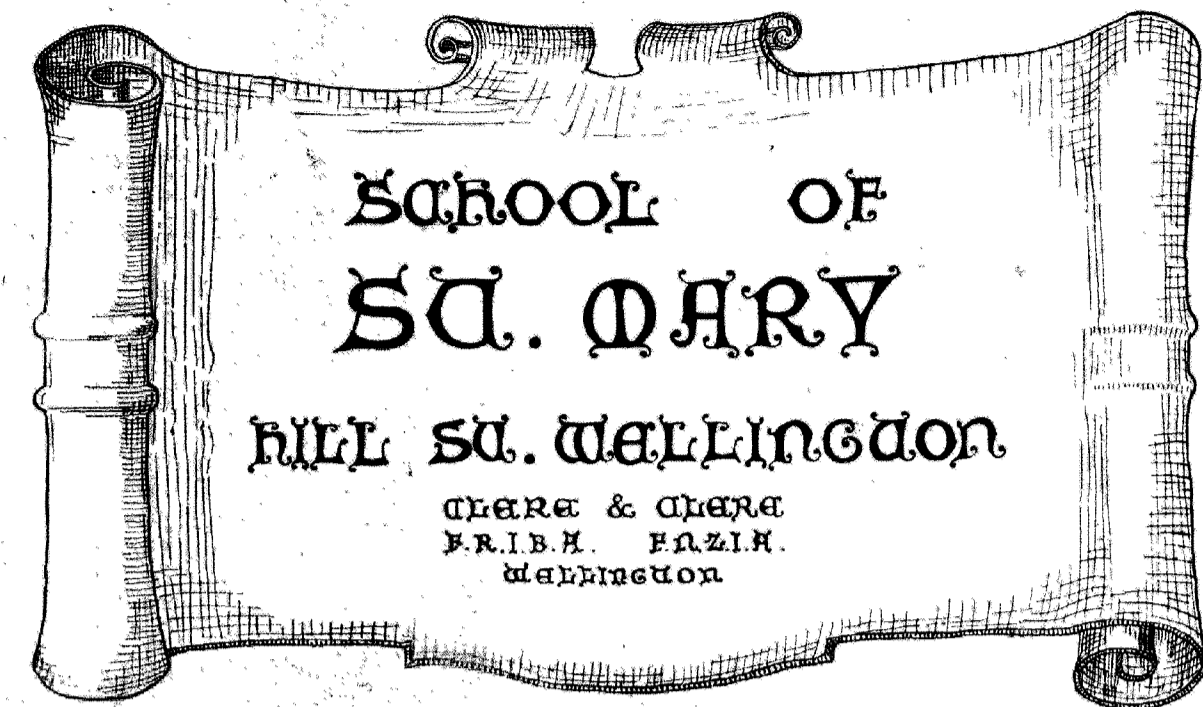 SCHOOL OF
ST. MARY
HILL ST. WELLINGTON
CLERE & CLERE
F.R.I.B.A. F.N.Z.I.A.
WELLINGTON